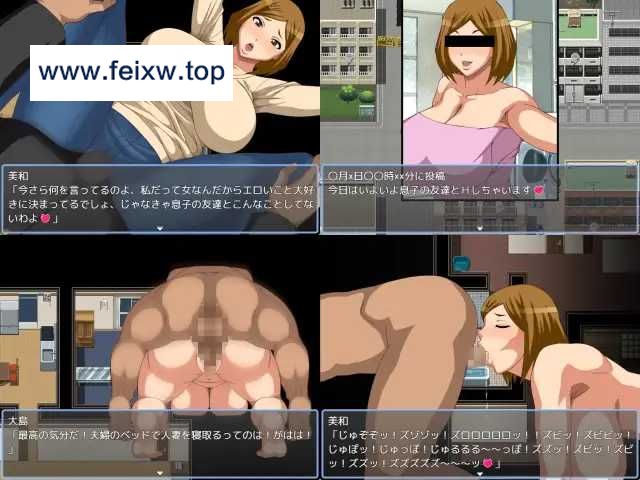 www.feixw.top
美和
「今さら何を言ってるのよ、私だって女なんだからエロいこと大好
きに決まってるでしょ、じゃなきゃ息子の友達とこんなことしてな
いわよ💗」
〇月x日〇〇時xx分に投稿
今日はいよいよ息子の友達とHしちゃいます💗
大島
「最高の気分だ!夫婦のベッドで人妻を寝取るってのは!がはは!
」
美和
「じゅぞぞッ!ズゾゾッ!ズロロロロロッ!!ズビッ!ズビビッ!
じゅぽッ!じゅっぽ!じゅるるる~~っぽ!ズズッ!ズビッ!ズビ
ッ!ズズッ!ズズズズズ~~~ッ💗」